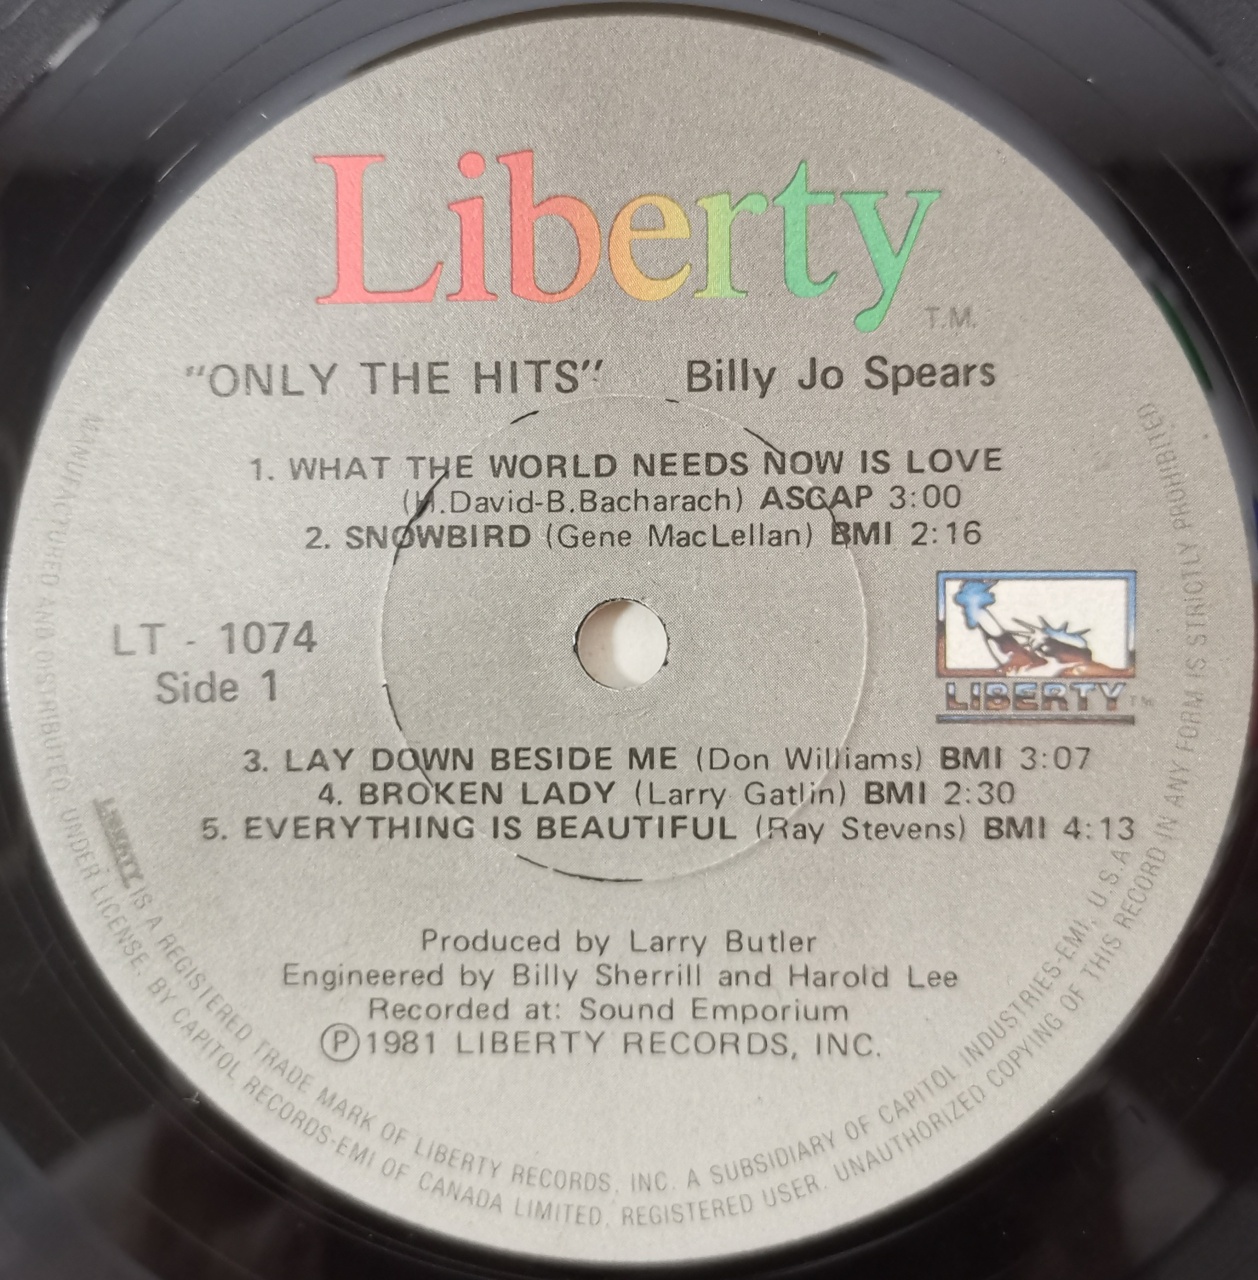 Liberty
T.M.
"ONLY THE HITS" Billy Jo Spears
1. WHAT THE WORLD NEEDS NOW IS LOVE
(H.David-B.Bacharach) ASCAP 3:00
2. SNOWBIRD (Gene MacLellan) BMI 2:16
LT - 1074
Side 1
LIBERTY TM
3. LAY DOWN BESIDE ME (Don Williams) BMI 3:07
4. BROKEN LADY (Larry Gatlin) BMI 2:30
5. EVERYTHING IS BEAUTIFUL (Ray Stevens) BMI 4:13
Produced by Larry Butler
Engineered by Billy Sherrill and Harold Lee
Recorded at: Sound Emporium
Ⓟ1981 LIBERTY RECORDS, INC.
LIBERTY IS A REGISTERED TRADE MARK OF LIBERTY RECORDS, INC. A SUBSIDIARY OF CAPITOL INDUSTRIES-EMI, U.S.A.
MANUFACTURED AND DISTRIBUTED, UNDER LICENSE, BY CAPITOL RECORDS-EMI OF CANADA LIMITED, REGISTERED USER. UNAUTHORIZED COPYING OF THIS RECORD IN ANY FORM IS STRICTLY PROHIBITED.